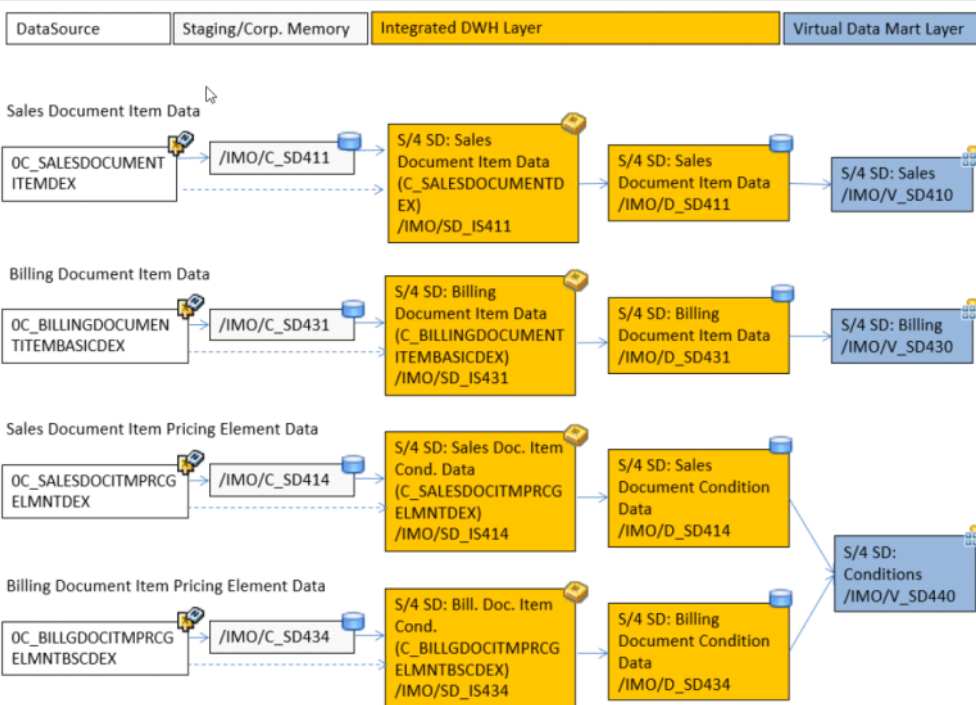 DataSource
Staging/Corp. Memory
Integrated DWH Layer
Virtual Data Mart Layer
Sales Document Item Data
0C_SALESDOCUMENT
ITEMDEX
/IMO/C_SD411
S/4 SD: Sales
Document Item Data
(C_SALESDOCUMENTD
EX)
/IMO/SD_IS411
S/4 SD: Sales
Document Item Data
/IMO/D_SD411
S/4 SD: Sales
/IMO/V_SD410
Billing Document Item Data
0C_BILLINGDOCUMEN
TITEMBASICDEX
/IMO/C_SD431
S/4 SD: Billing
Document Item Data
(C_BILLINGDOCUMENT
ITEMBASICDEX)
/IMO/SD_IS431
S/4 SD: Billing
Document Item Data
/IMO/D_SD431
S/4 SD: Billing
/IMO/V_SD430
Sales Document Item Pricing Element Data
0C_SALESDOCITMPRCG
ELMNTDEX
/IMO/C_SD414
S/4 SD: Sales Doc. Item
Cond. Data
(C_SALESDOCITMPRCG
ELMNTDEX)
/IMO/SD_IS414
S/4 SD: Sales
Document Condition
Data
/IMO/D_SD414
S/4 SD:
Conditions
/IMO/V_SD440
Billing Document Item Pricing Element Data
0C_BILLGDOCITMPRCG
ELMNTBSCDEX
/IMO/C_SD434
S/4 SD: Bill. Doc. Item
Cond.
(C_BILLGDOCITMPRCG
ELMNTBSCDEX)
/IMO/SD_IS434
S/4 SD: Billing
Document Condition
Data
/IMO/D_SD434